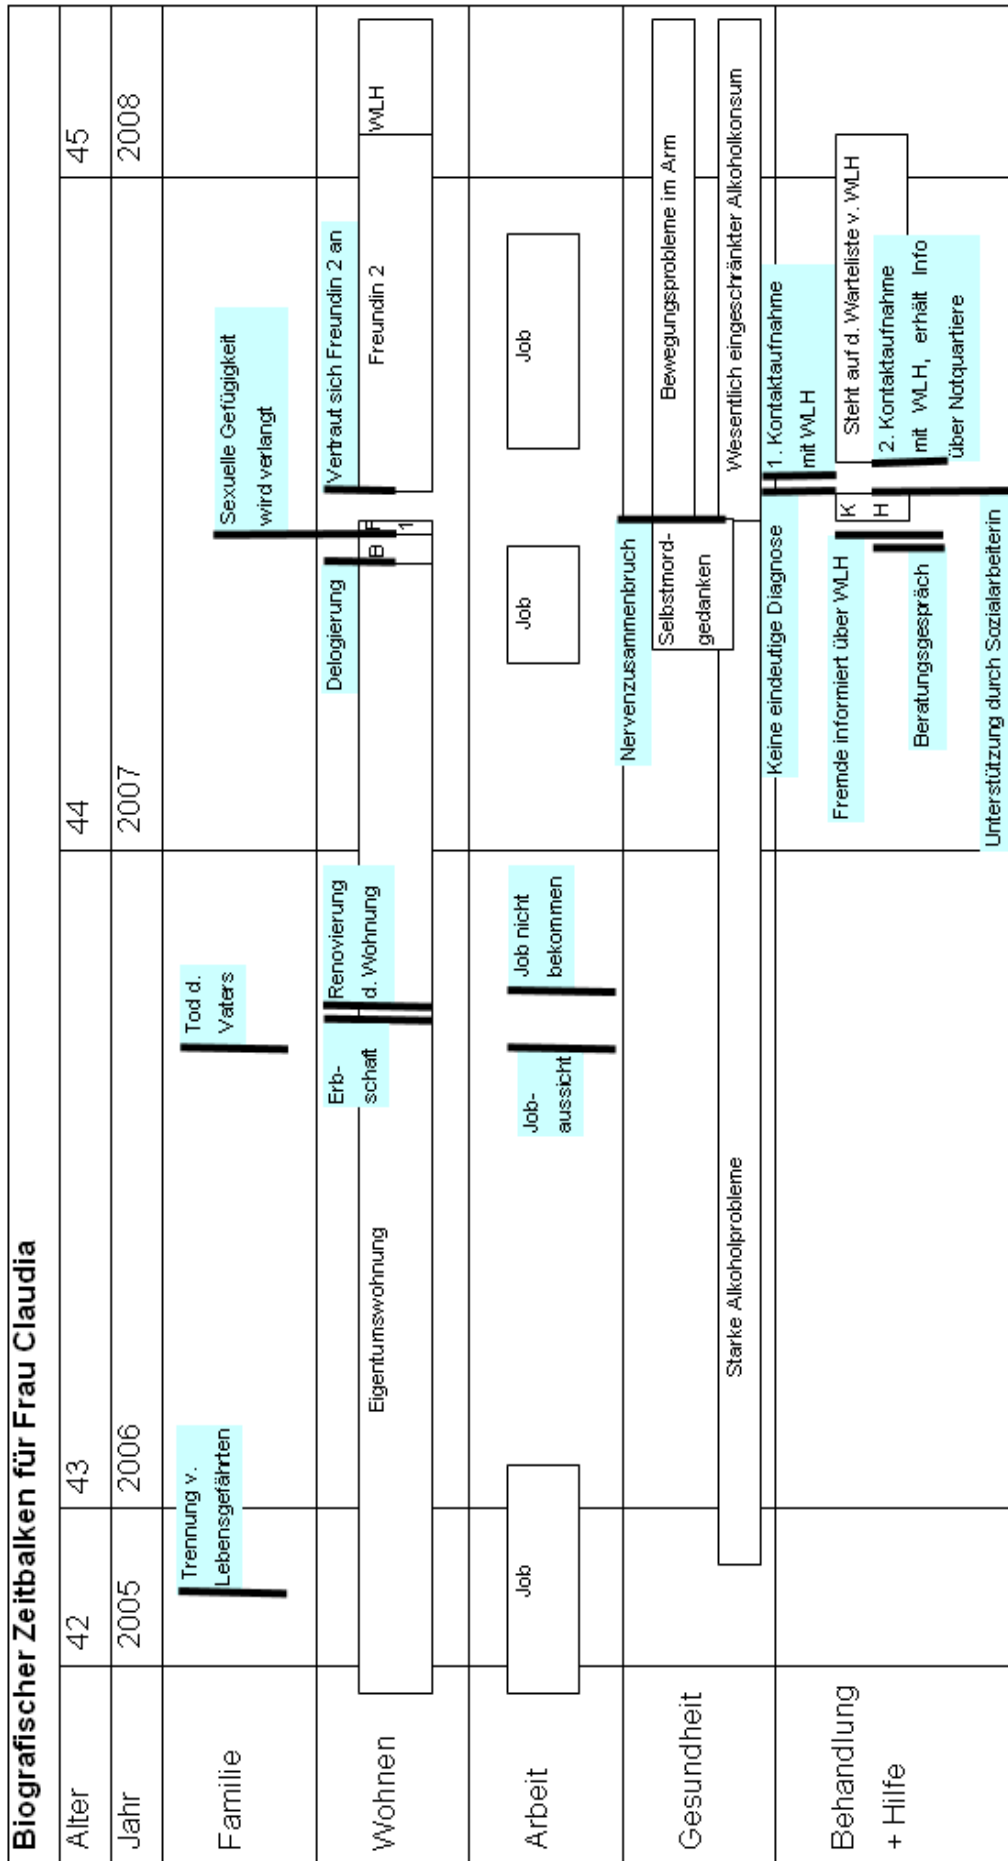 Biografischer Zeitbalken für Frau Claudia
Alter
42
43
44
45
Jahr
2005
2006
2007
2008
Familie
Trennung v.
Lebensgefährten
Tod d.
Vaters
Sexuelle Gefügigkeit
wird verlangt
Wohnen
Eigentumswohnung
Erb-
schaft
Renovierung
d. Wohnung
Delogierung
B
F
1
Vertraut sich Freundin 2 an
Freundin 2
WLH
Arbeit
Job
Job-
aussicht
Job nicht
bekommen
Job
Job
Gesundheit
Starke Alkoholprobleme
Nervenzusammenbruch
Selbstmord-
gedanken
Bewegungsprobleme im Arm
Wesentlich eingeschränkter Alkoholkonsum
Behandlung
+ Hilfe
Keine eindeutige Diagnose
1. Kontaktaufnahme
mit WLH
Fremde informiert über WLH
K
H
Steht auf d. Warteliste v. WLH
Beratungsgespräch
2. Kontaktaufnahme
mit WLH, erhält Info
über Notquartiere
Unterstützung durch Sozialarbeiterin